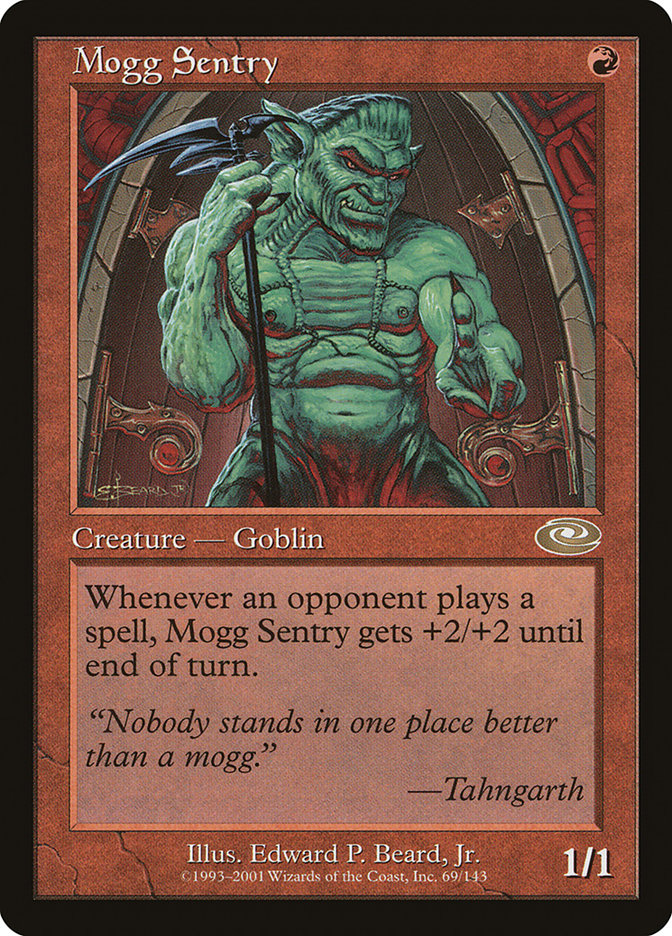 Mogg Sentry
E. BEARD JR
Creature — Goblin
Whenever an opponent plays a
spell, Mogg Sentry gets +2/+2 until
end of turn.
“Nobody stands in one place better
than a mogg.”
—Tahngarth
Illus. Edward P. Beard, Jr.
1/1
©1993–2001 Wizards of the Coast, Inc. 69/143